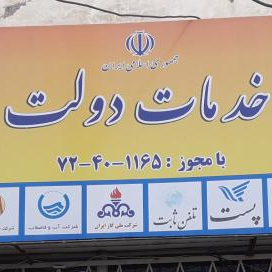 جمهوری اسلامی ایران
خدمات دولت
با مجوز : ۷۲-۴۰-۱۱۶۵
پست
تلفن ثابت
شرکت ملی گاز ایران
شرکت آب و فاضلاب
شرکت